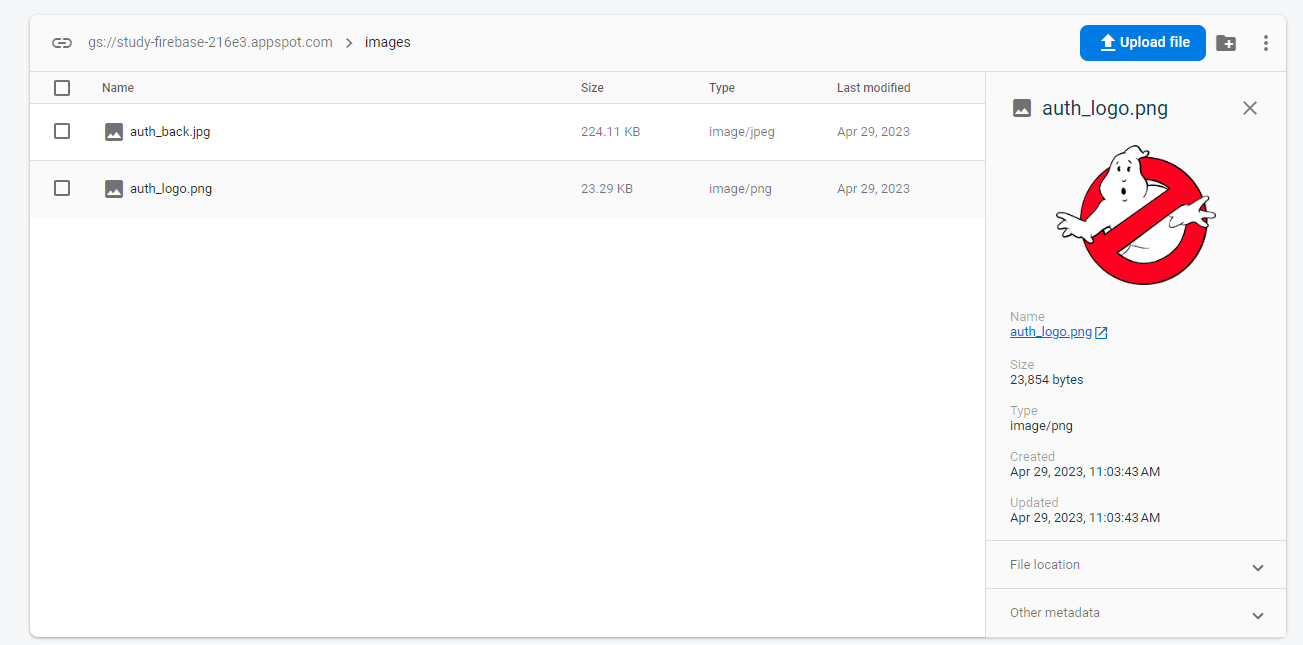 gs://study-firebase-216e3.appspot.com > images
Upload file
Name Size Type Last modified
auth_back.jpg 224.11 KB image/jpeg Apr 29, 2023
auth_logo.png 23.29 KB image/png Apr 29, 2023
auth_logo.png
Name
auth_logo.png
Size
23,854 bytes
Type
image/png
Created
Apr 29, 2023, 11:03:43 AM
Updated
Apr 29, 2023, 11:03:43 AM
File location
Other metadata